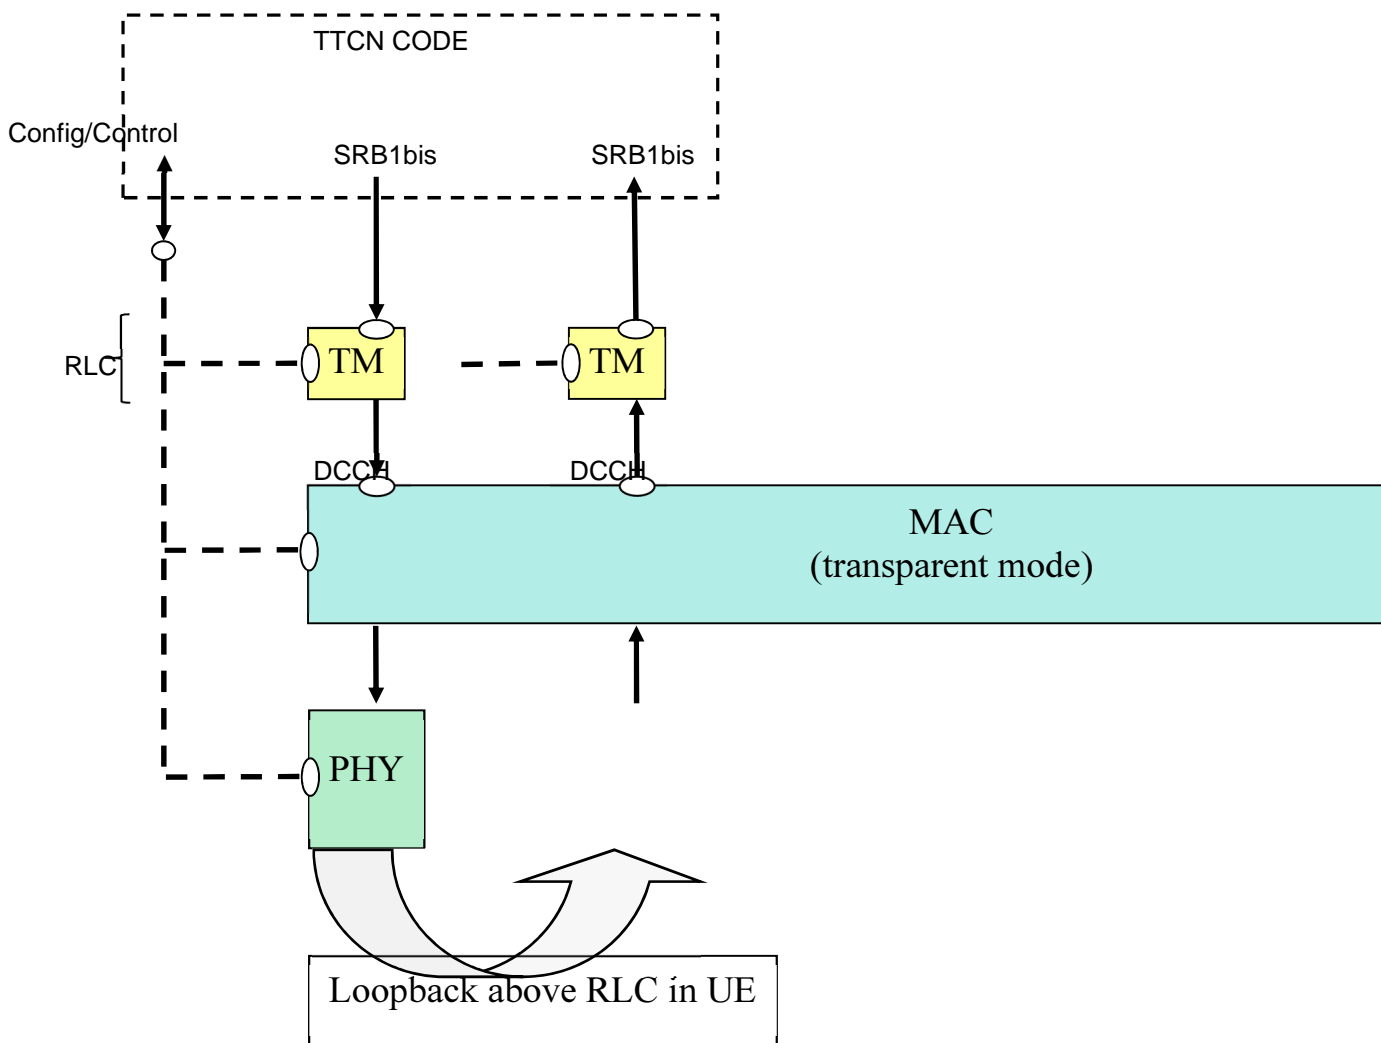 TTCN CODE
Config/Control
SRB1bis
SRB1bis
RLC
TM
TM
DCCH
DCCH
MAC
(transparent mode)
PHY
Loopback above RLC in UE